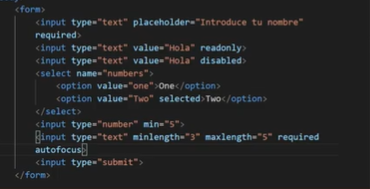 <form>
<input type="text" placeholder="Introduce tu nombre"
required>
<input type="text" value="Hola" readonly>
<input type="text" value="Hola" disabled>
<select name="numbers">
<option value="one">One</option>
<option value="Two" selected>Two</option>
</select>
<input type="number" min="5">
<input type="text" minlength="3" maxlength="5" required
autofocus>
<input type="submit">
</form>